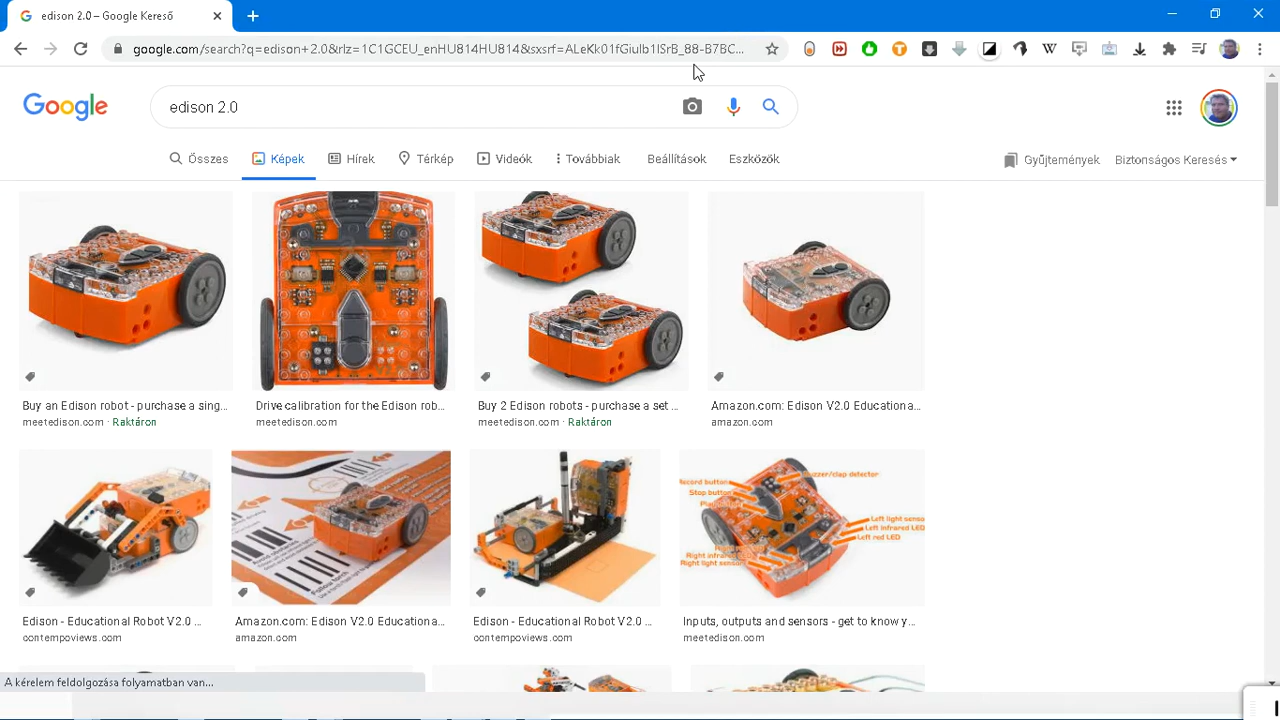 edison 2.0 – Google Kereső
google.com/search?q=edison+2.0&rlz=1C1GCEU_enHU814HU814&sxsrf=ALeKk01fGiulb1lSrB_88-B7BC...
Google
edison 2.0
Összes
Képek
Hírek
Térkép
Videók
Továbbiak
Beállítások
Eszközök
Gyűjtemények
Biztonságos Keresés
Buy an Edison robot - purchase a sing...
meetedison.com · Raktáron
Drive calibration for the Edison rob...
meetedison.com
Buy 2 Edison robots - purchase a set ...
meetedison.com · Raktáron
Amazon.com: Edison V2.0 Educationa...
amazon.com
Buzzer/clap detector
Record button
Stop button
Left light senso
Left infrared LED
Left red LED
Right infrared
Right light sensor
Edison - Educational Robot V2.0 ...
contempoviews.com
Amazon.com: Edison V2.0 Educationa...
amazon.com
Edison - Educational Robot V2.0 ...
contempoviews.com
Inputs, outputs and sensors - get to know y...
meetedison.com
A kérelem feldolgozása folyamatban van...